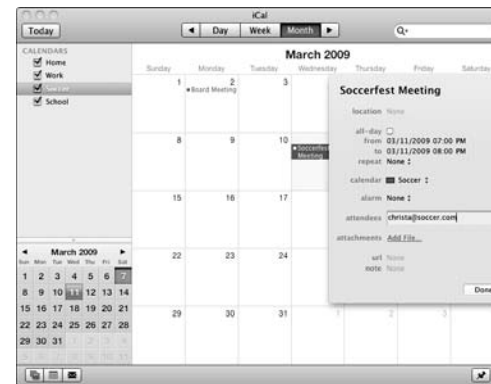 iCal
Today
Day Week Month
Q
CALENDARS
Home
Work
Soccer
School
March 2009
Sunday Monday Tuesday Wednesday Thursday Friday Saturday
1 2 3
Board Meeting
8 9 10
Soccerfest Meeting
15 16 17
22 23 24
29 30 31 1 2 3
Soccerfest Meeting
location None
all-day
from 03/11/2009 07:00 PM
to 03/11/2009 08:00 PM
repeat None
calendar Soccer
alarm None
attendees christa@soccer.com
attachments Add File...
url None
note None
Done
March 2009
Sun Mon Tue Wed Thu Fri Sat
1 2 3 4 5 6 7
8 9 10 11 12 13 14
15 16 17 18 19 20 21
22 23 24 25 26 27 28
29 30 31